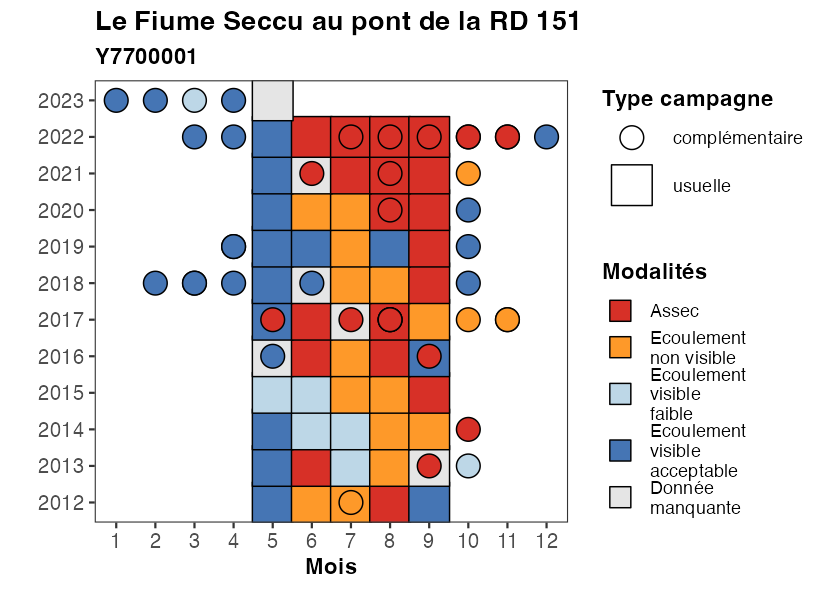 Le Fiume Seccu au pont de la RD 151
Y7700001
2023
2022
2021
2020
2019
2018
2017
2016
2015
2014
2013
2012
1 2 3 4 5 6 7 8 9 10 11 12
Mois
Type campagne
complémentaire
usuelle
Modalités
Assec
Ecoulement
non visible
Ecoulement
visible
faible
Ecoulement
visible
acceptable
Donnée
manquante